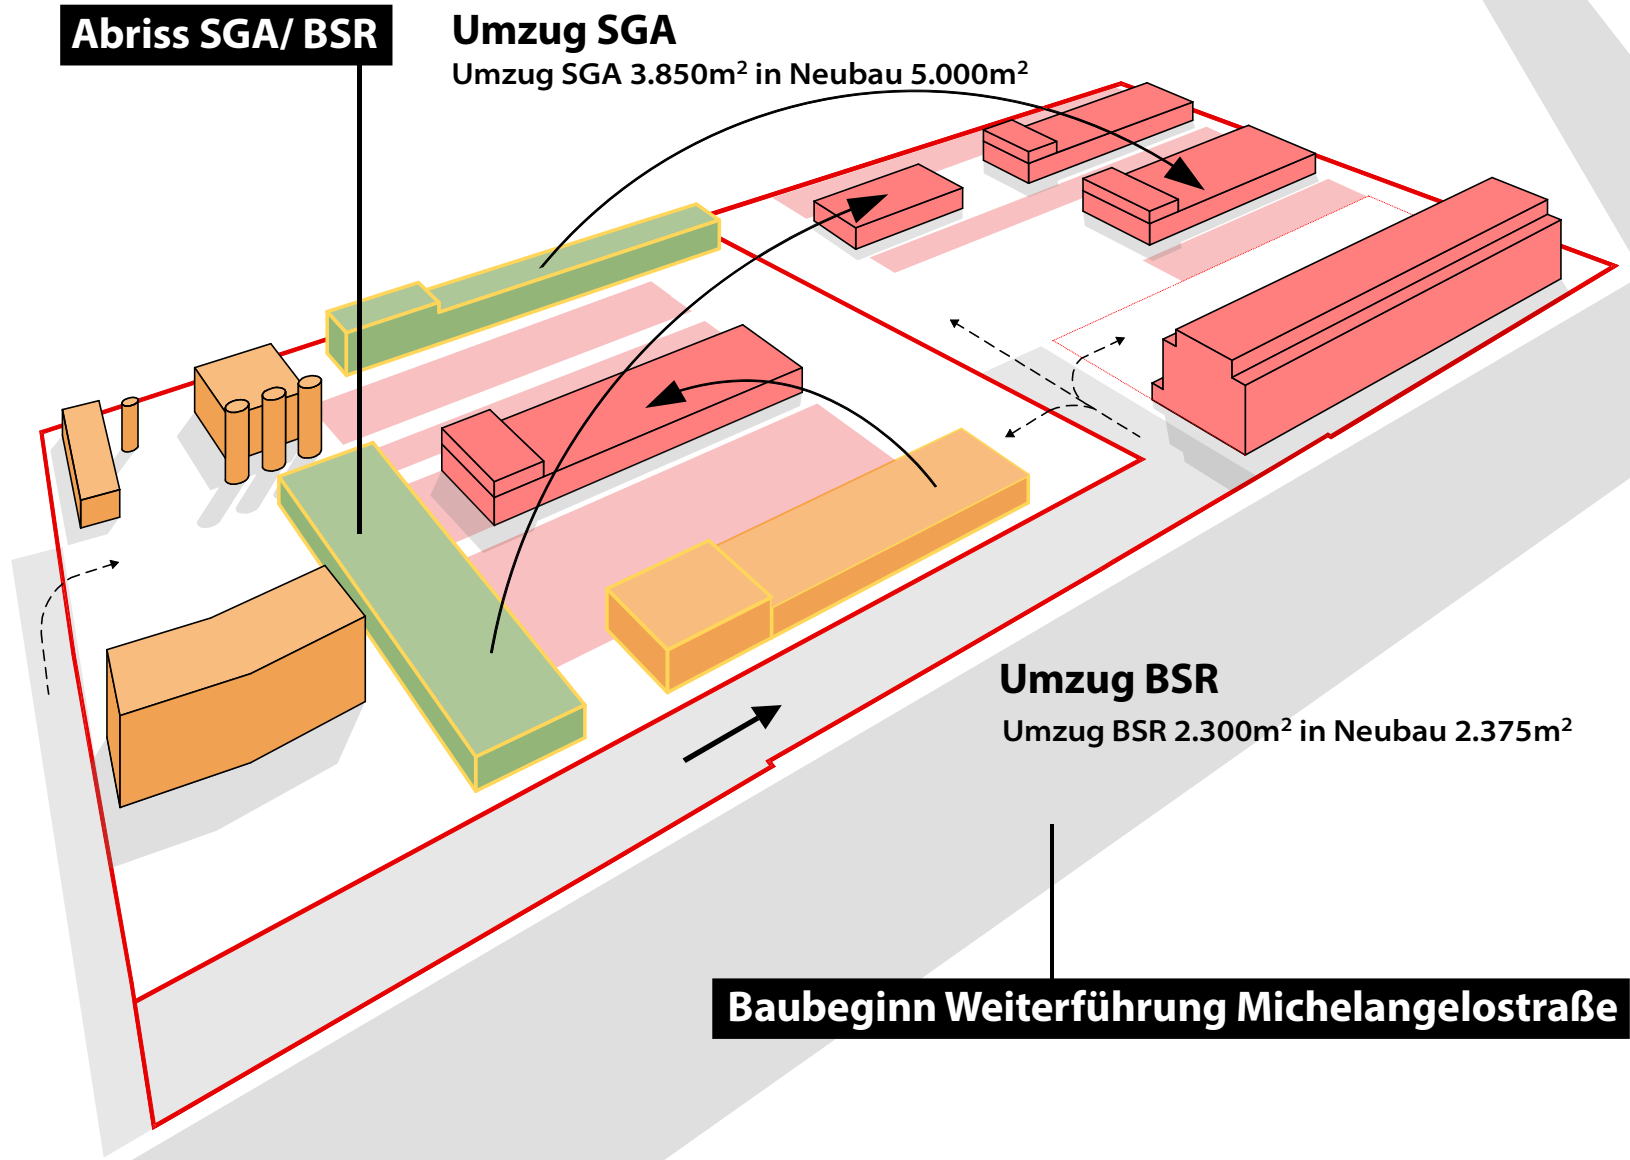 Abriss SGA/ BSR
Umzug SGA
Umzug SGA 3.850m² in Neubau 5.000m²
Umzug BSR
Umzug BSR 2.300m² in Neubau 2.375m²
Baubeginn Weiterführung Michelangelostraße